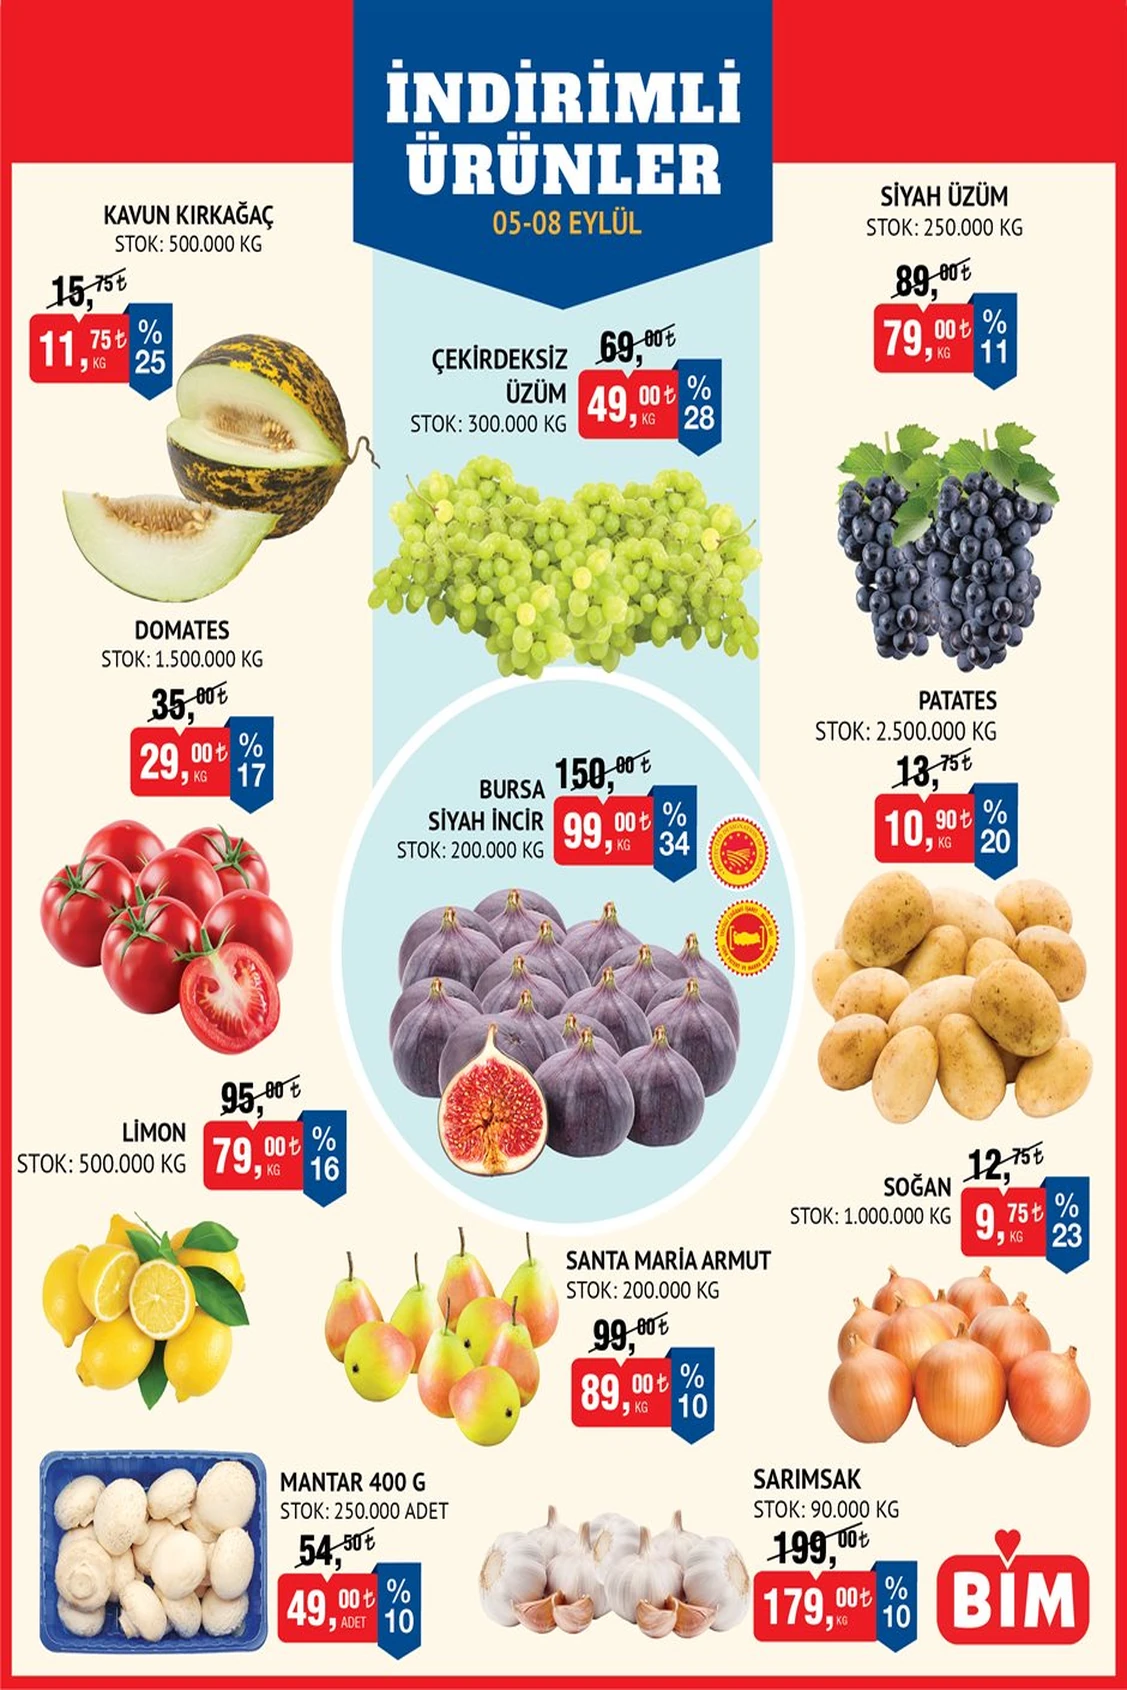 İNDİRİMLİ
ÜRÜNLER
05-08 EYLÜL
KAVUN KIRKAĞAÇ
STOK: 500.000 KG
15,75₺
11,75₺ KG
%25
ÇEKİRDEKSİZ
ÜZÜM
STOK: 300.000 KG
69,00₺
49,00₺ KG
%28
SİYAH ÜZÜM
STOK: 250.000 KG
89,00₺
79,00₺ KG
%11
DOMATES
STOK: 1.500.000 KG
35,00₺
29,00₺ KG
%17
BURSA
SİYAH İNCİR
STOK: 200.000 KG
150,00₺
99,00₺ KG
%34
PATATES
STOK: 2.500.000 KG
13,75₺
10,90₺ KG
%20
LİMON
STOK: 500.000 KG
95,00₺
79,00₺ KG
%16
SANTA MARİA ARMUT
STOK: 200.000 KG
99,00₺
89,00₺ KG
%10
SOĞAN
STOK: 1.000.000 KG
12,75₺
9,75₺ KG
%23
MANTAR 400 G
STOK: 250.000 ADET
54,50₺
49,00₺ ADET
%10
SARIMSAK
STOK: 90.000 KG
199,00₺
179,00₺ KG
%10
BİM